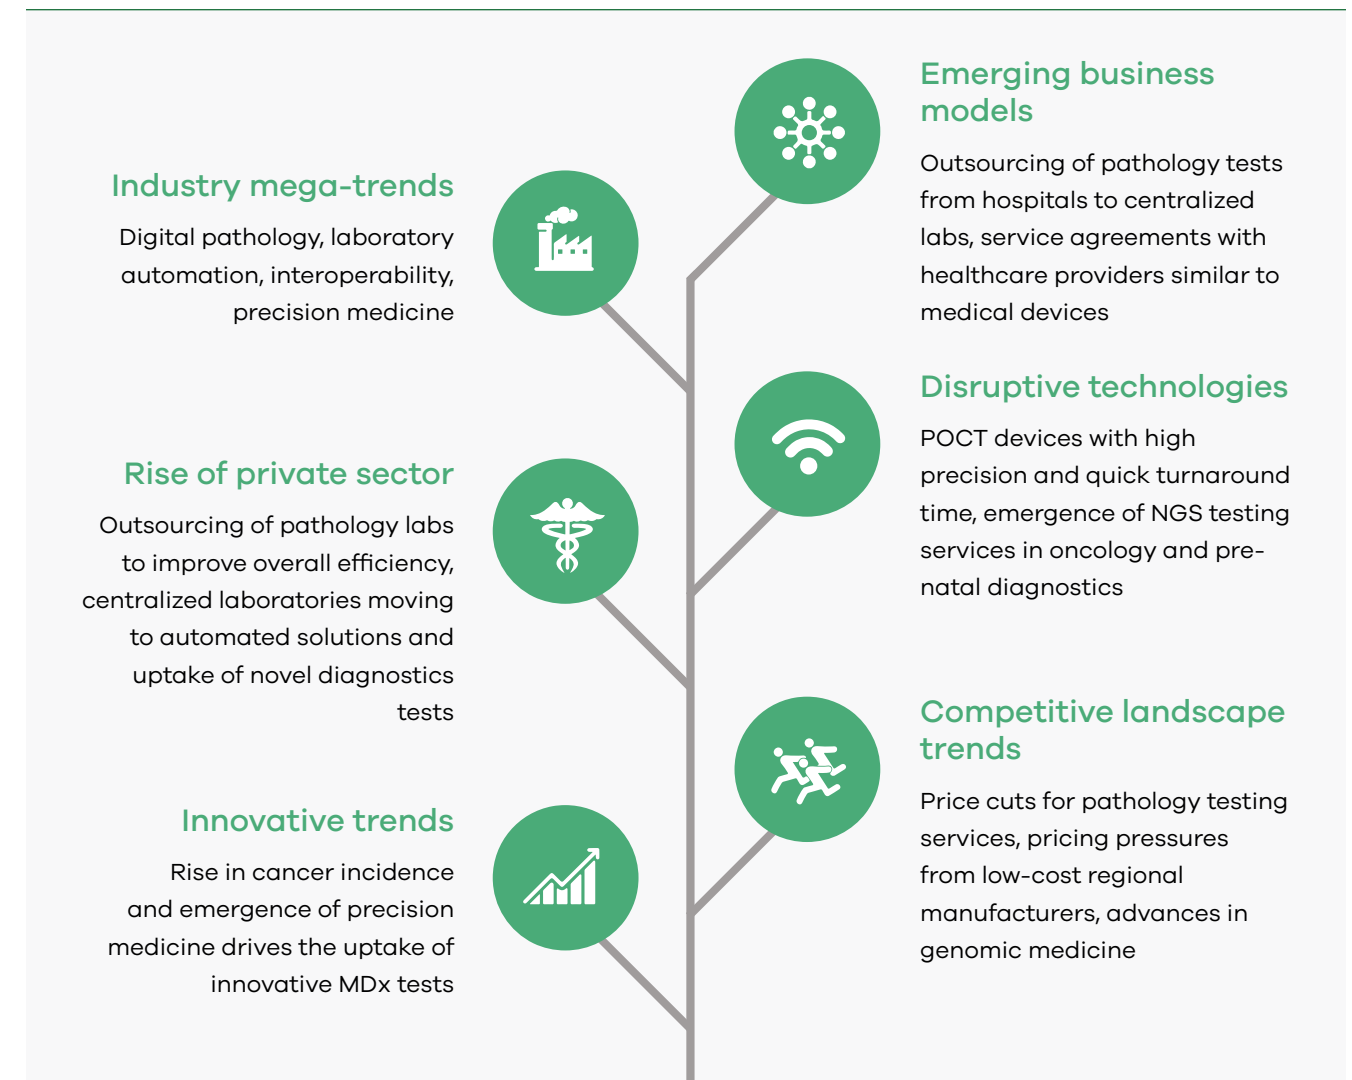 Industry mega-trends
Digital pathology, laboratory
automation, interoperability,
precision medicine
Rise of private sector
Outsourcing of pathology labs
to improve overall efficiency,
centralized laboratories moving
to automated solutions and
uptake of novel diagnostics
tests
Innovative trends
Rise in cancer incidence
and emergence of precision
medicine drives the uptake of
innovative MDx tests
Emerging business
models
Outsourcing of pathology tests
from hospitals to centralized
labs, service agreements with
healthcare providers similar to
medical devices
Disruptive technologies
POCT devices with high
precision and quick turnaround
time, emergence of NGS testing
services in oncology and pre-
natal diagnostics
Competitive landscape
trends
Price cuts for pathology testing
services, pricing pressures
from low-cost regional
manufacturers, advances in
genomic medicine